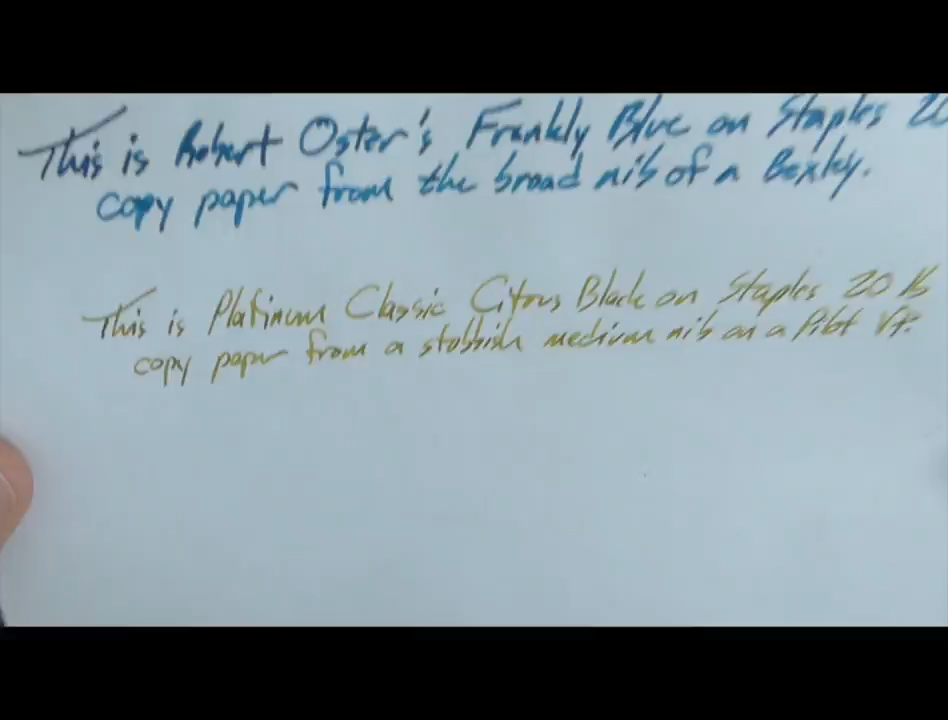 This is Robert Oster's Frankly Blue on Staples 20
copy paper from the broad nib of a Bexley.
This is Platinum Classic Citrus Black on Staples 20 lb
copy paper from a stubbish medium nib on a Pilot VP.